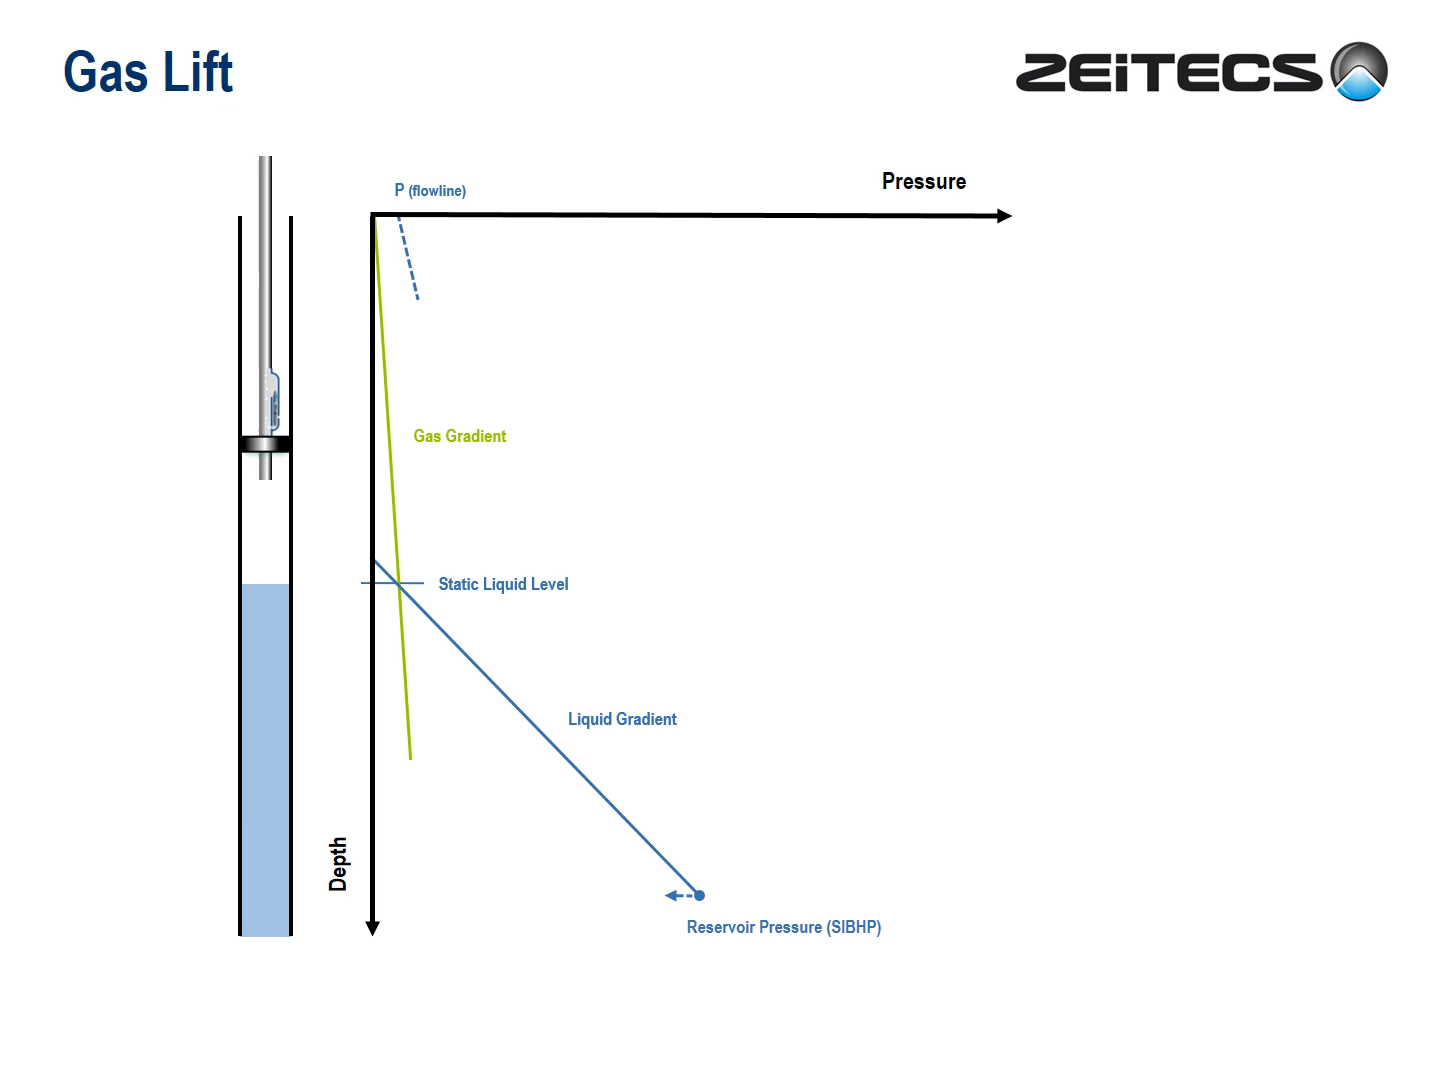 Gas Lift
ZEiTECS
P (flowline)
Pressure
Gas Gradient
Static Liquid Level
Liquid Gradient
Depth
Reservoir Pressure (SIBHP)